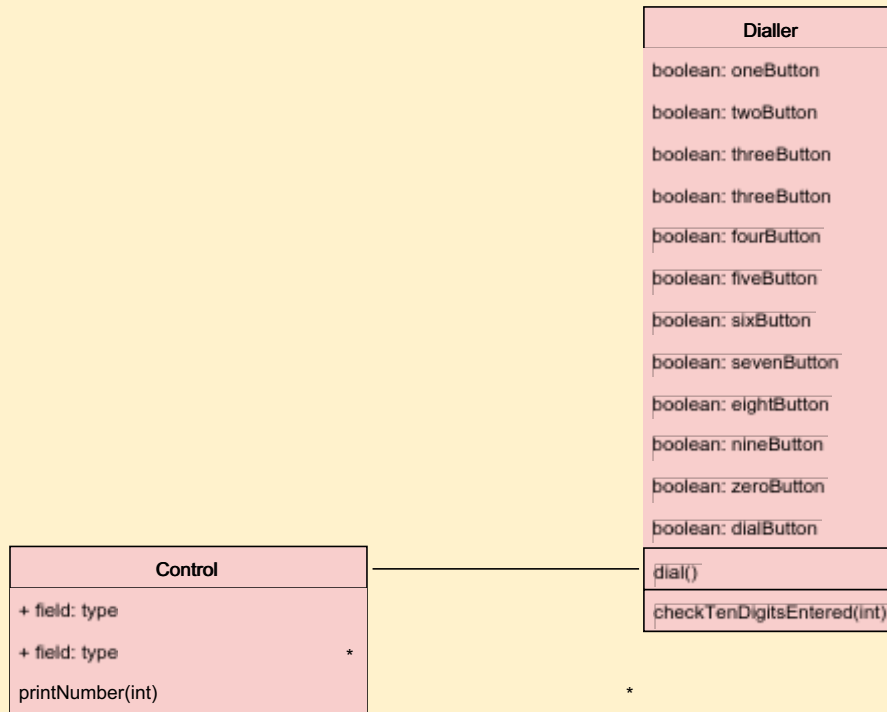 Dialler
boolean: oneButton
boolean: twoButton
boolean: threeButton
boolean: threeButton
boolean: fourButton
boolean: fiveButton
boolean: sixButton
boolean: sevenButton
boolean: eightButton
boolean: nineButton
boolean: zeroButton
boolean: dialButton
dial()
checkTenDigitsEntered(int)
Control
+ field: type
+ field: type *
printNumber(int) *